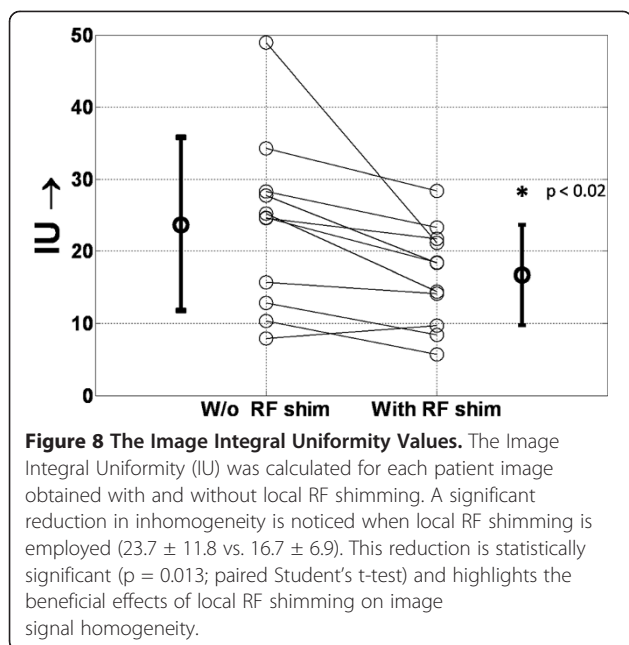 50
40
30
20
10
0
IU →
* p < 0.02
W/o RF shim With RF shim
Figure 8 The Image Integral Uniformity Values. The Image
Integral Uniformity (IU) was calculated for each patient image
obtained with and without local RF shimming. A significant
reduction in inhomogeneity is noticed when local RF shimming is
employed (23.7 ± 11.8 vs. 16.7 ± 6.9). This reduction is statistically
significant (p = 0.013; paired Student's t-test) and highlights the
beneficial effects of local RF shimming on image
signal homogeneity.